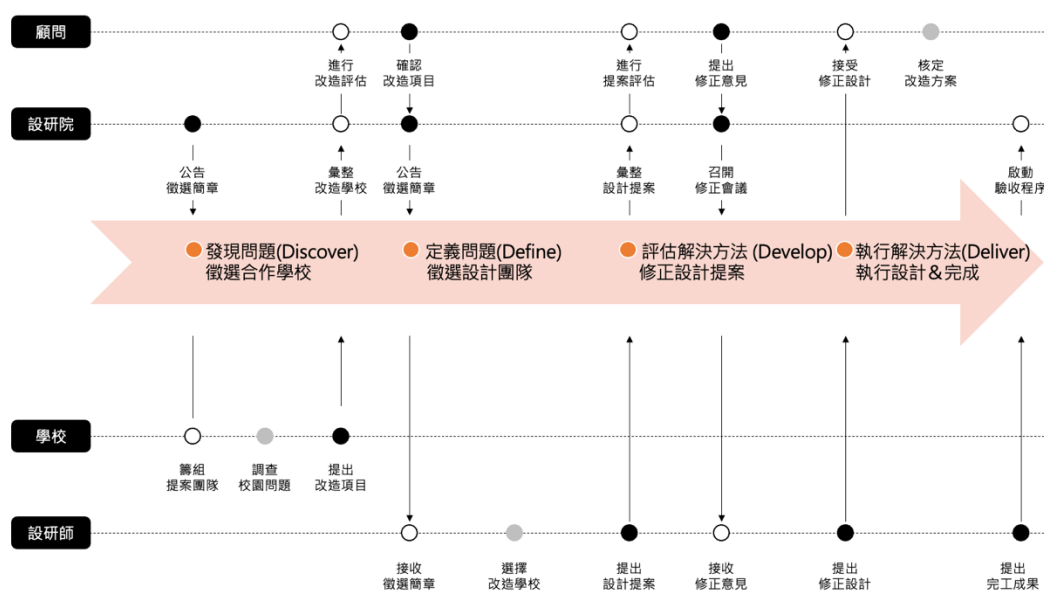 顧問
進行
改造評估
確認
改造項目
進行
提案評估
提出
修正意見
接受
修正設計
核定
改造方案
設研院
公告
徵選簡章
彙整
改造學校
公告
徵選簡章
彙整
設計提案
召開
修正會議
啟動
驗收程序
發現問題(Discover)
徵選合作學校
定義問題(Define)
徵選設計團隊
評估解決方法 (Develop)
修正設計提案
執行解決方法(Deliver)
執行設計＆完成
學校
籌組
提案團隊
調查
校園問題
提出
改造項目
設研師
接收
徵選簡章
選擇
改造學校
提出
設計提案
接收
修正意見
提出
修正設計
提出
完工成果